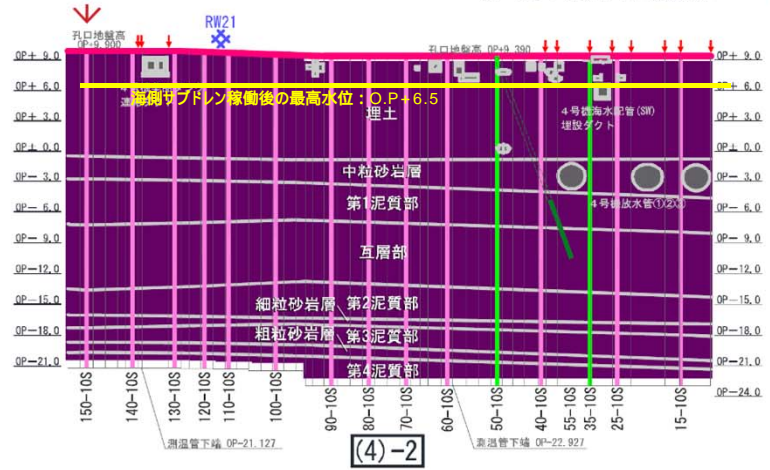 RW21
孔口地盤高
OP+9.900
孔口地盤高 OP+9.390
OP+ 9.0
OP+ 6.0
OP+ 3.0
OP± 0.0
OP- 3.0
OP- 6.0
OP- 9.0
OP-12.0
OP-15.0
OP-18.0
OP-21.0
海側サブドレン稼働後の最高水位:O.P+6.5
埋土
中粒砂岩層
第1泥質部
互層部
細粒砂岩層
第2泥質部
粗粒砂岩層
第3泥質部
第4泥質部
4号機海水配管(SW)
埋設ダクト
4号機放水管①②③
OP+ 9.0
OP+ 6.0
OP+ 3.0
OP± 0.0
OP- 3.0
OP- 6.0
OP- 9.0
OP-12.0
OP-15.0
OP-18.0
OP-21.0
OP-24.0
150-10S
140-10S
130-10S
120-10S
110-10S
100-10S
90-10S
80-10S
70-10S
60-10S
50-10S
40-10S
55-10S
35-10S
25-10S
15-10S
測温管下端 OP-21.127
測温管下端 OP-22.927
(4)-2